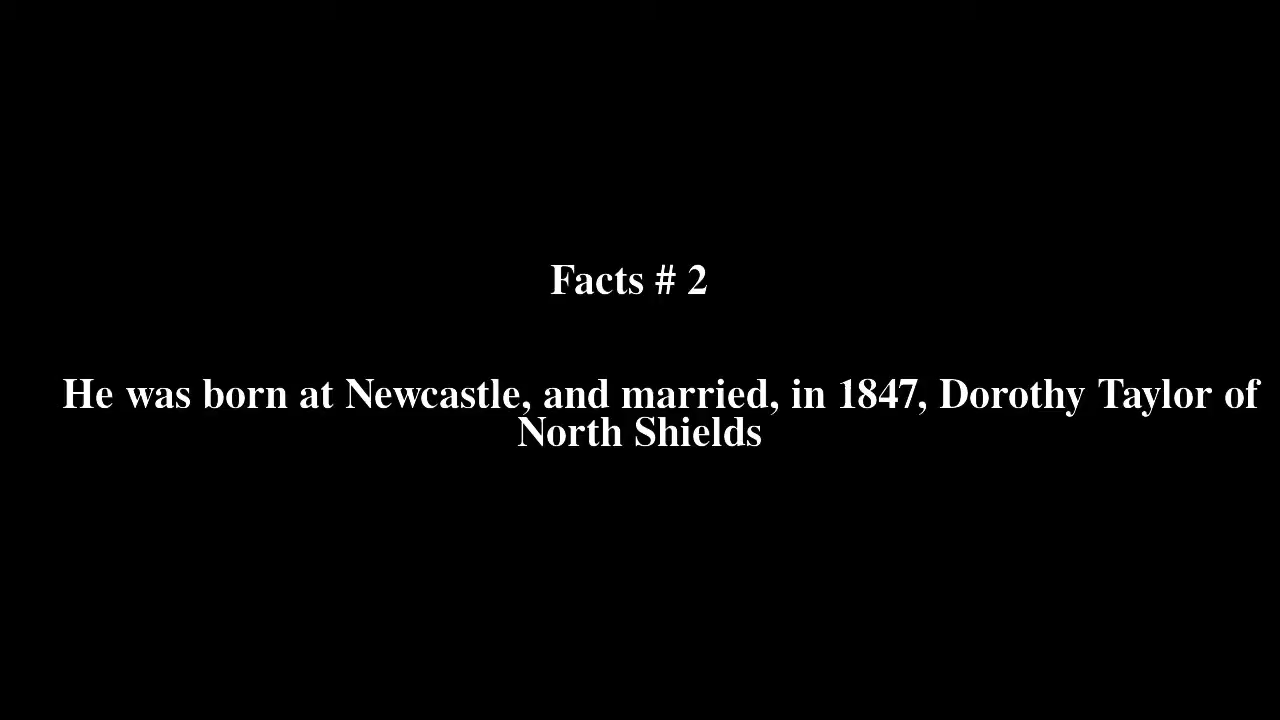 Facts # 2
He was born at Newcastle, and married, in 1847, Dorothy Taylor of
North Shields